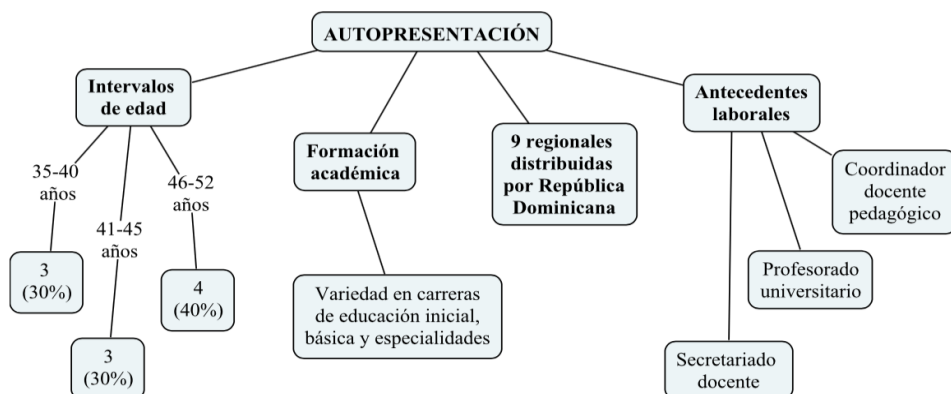 AUTOPRESENTACIÓN
Intervalos
de edad
35-40
años
3
(30%)
41-45
años
3
(30%)
46-52
años
4
(40%)
Formación
académica
Variedad en carreras
de educación inicial,
básica y especialidades
9 regionales
distribuidas
por República
Dominicana
Antecedentes
laborales
Secretariado
docente
Profesorado
universitario
Coordinador
docente
pedagógico